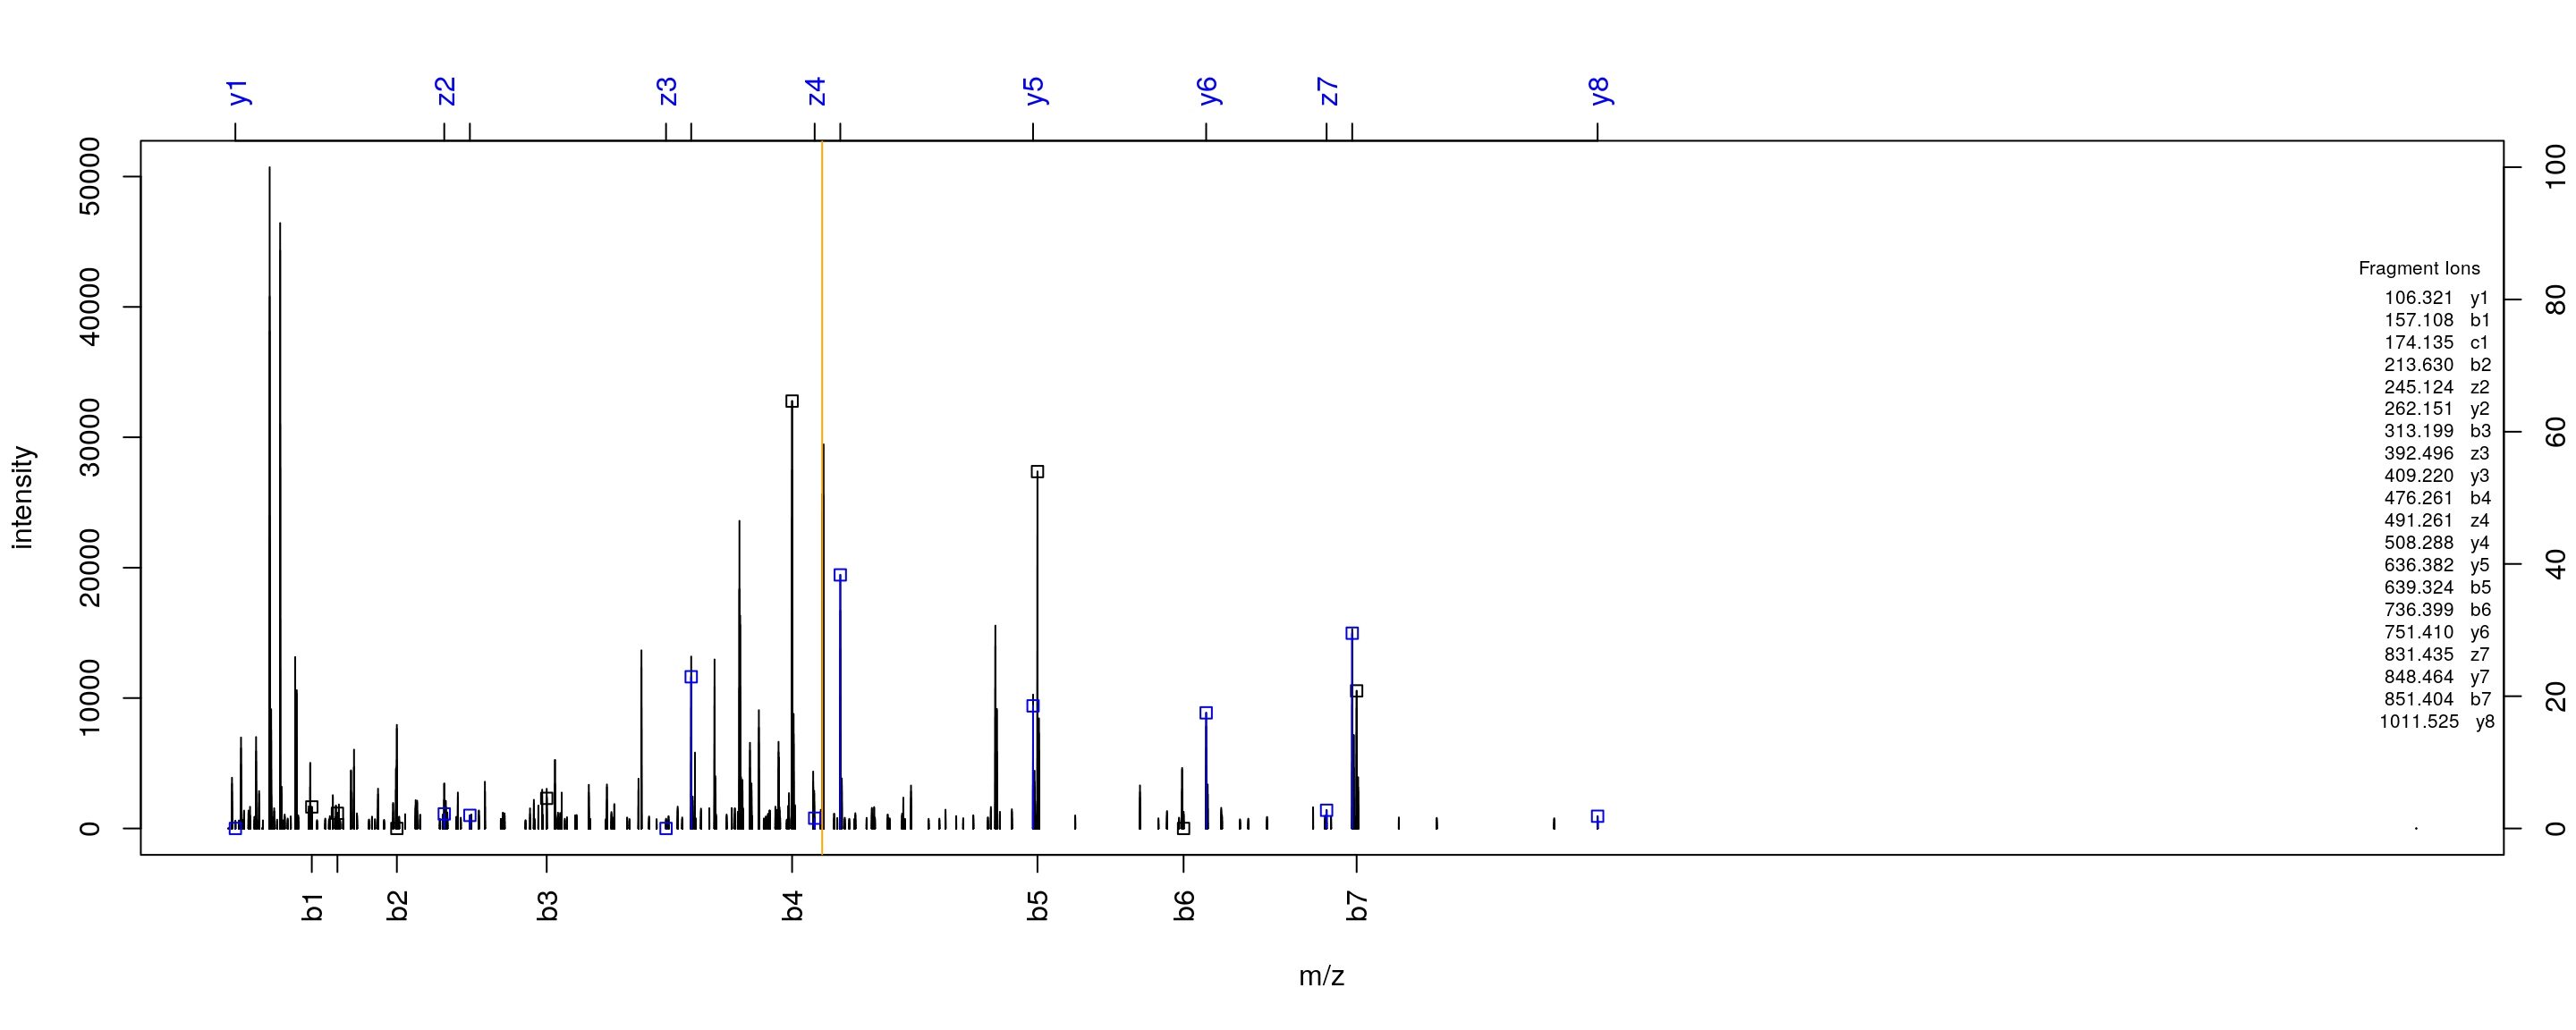 y1 z2 z3 z4 y5 y6 z7 y8
50000
40000
30000
20000
10000
0
intensity
100
80
60
40
20
0
Fragment Ions
106.321 y1
157.108 b1
174.135 c1
213.630 b2
245.124 z2
262.151 y2
313.199 b3
392.496 z3
409.220 y3
476.261 b4
491.261 z4
508.288 y4
636.382 y5
639.324 b5
736.399 b6
751.410 y6
831.435 z7
848.464 y7
851.404 b7
1011.525 y8
b1 b2 b3 b4 b5 b6 b7
m/z